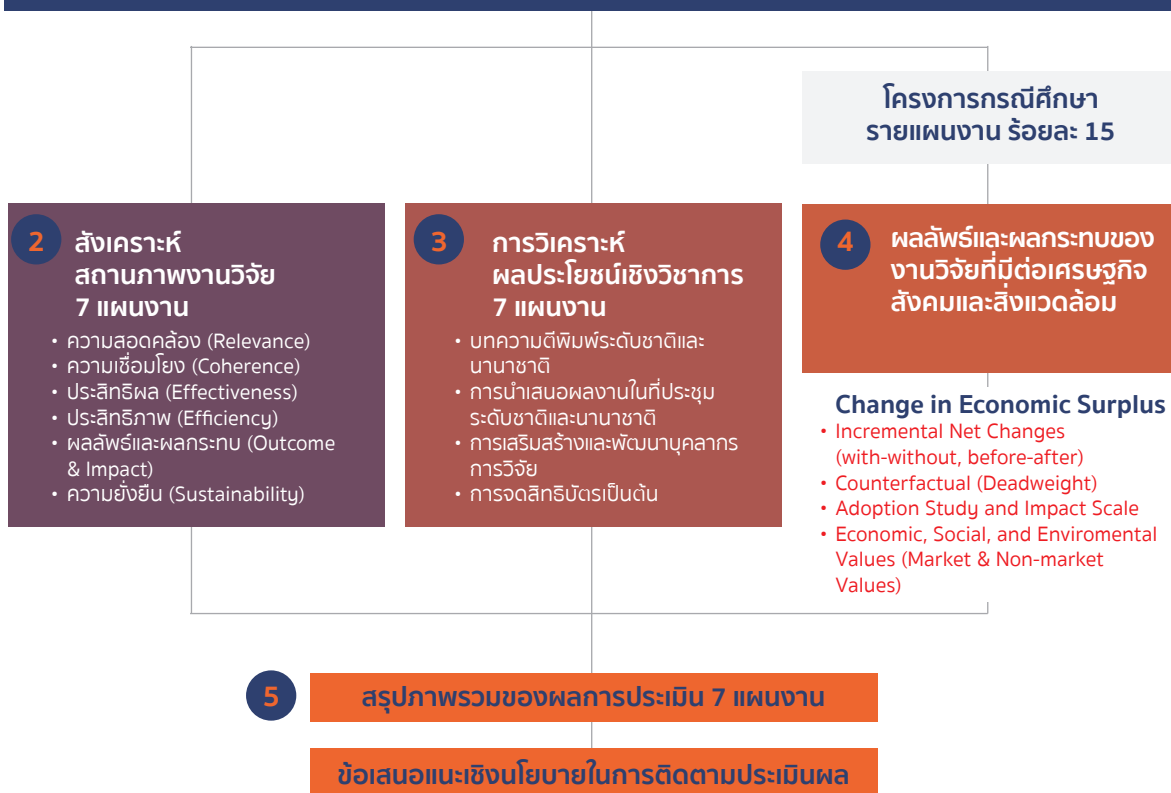 โครงการกรณีศึกษา
รายแผนงาน ร้อยละ 15
2
สังเคราะห์
สถานภาพงานวิจัย
7 แผนงาน
• ความสอดคล้อง (Relevance)
• ความเชื่อมโยง (Coherence)
• ประสิทธิผล (Effectiveness)
• ประสิทธิภาพ (Efficiency)
• ผลลัพธ์และผลกระทบ (Outcome
& Impact)
• ความยั่งยืน (Sustainability)
3
การวิเคราะห์
ผลประโยชน์เชิงวิชาการ
7 แผนงาน
• บทความตีพิมพ์ระดับชาติและ
นานาชาติ
• การนำเสนอผลงานในที่ประชุม
ระดับชาติและนานาชาติ
• การเสริมสร้างและพัฒนาบุคลากร
การวิจัย
• การจดสิทธิบัตรเป็นต้น
4
ผลลัพธ์และผลกระทบของ
งานวิจัยที่มีต่อเศรษฐกิจ
สังคมและสิ่งแวดล้อม
Change in Economic Surplus
• Incremental Net Changes
(with-without, before-after)
• Counterfactual (Deadweight)
• Adoption Study and Impact Scale
• Economic, Social, and Enviromental
Values (Market & Non-market
Values)
5
สรุปภาพรวมของผลการประเมิน 7 แผนงาน
ข้อเสนอแนะเชิงนโยบายในการติดตามประเมินผล